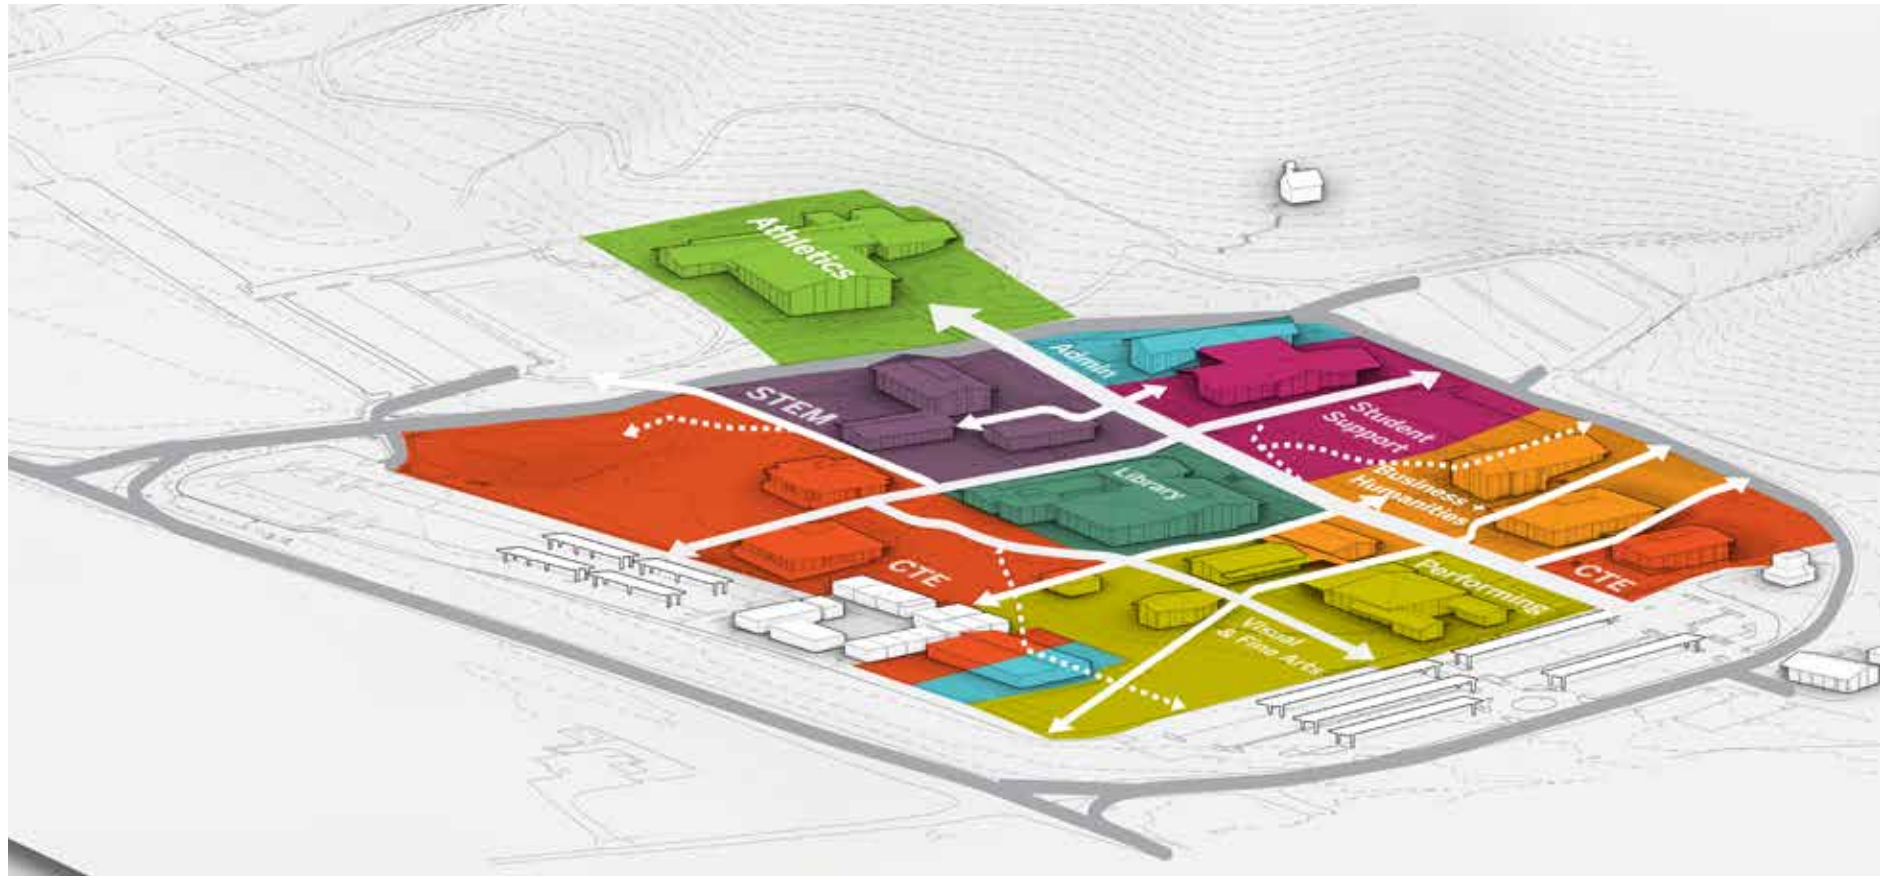 Athletics
Admin
STEM
Student
Support
Library
Business +
Humanities
CTE
CTE
Performing
Visual
& Fine Arts